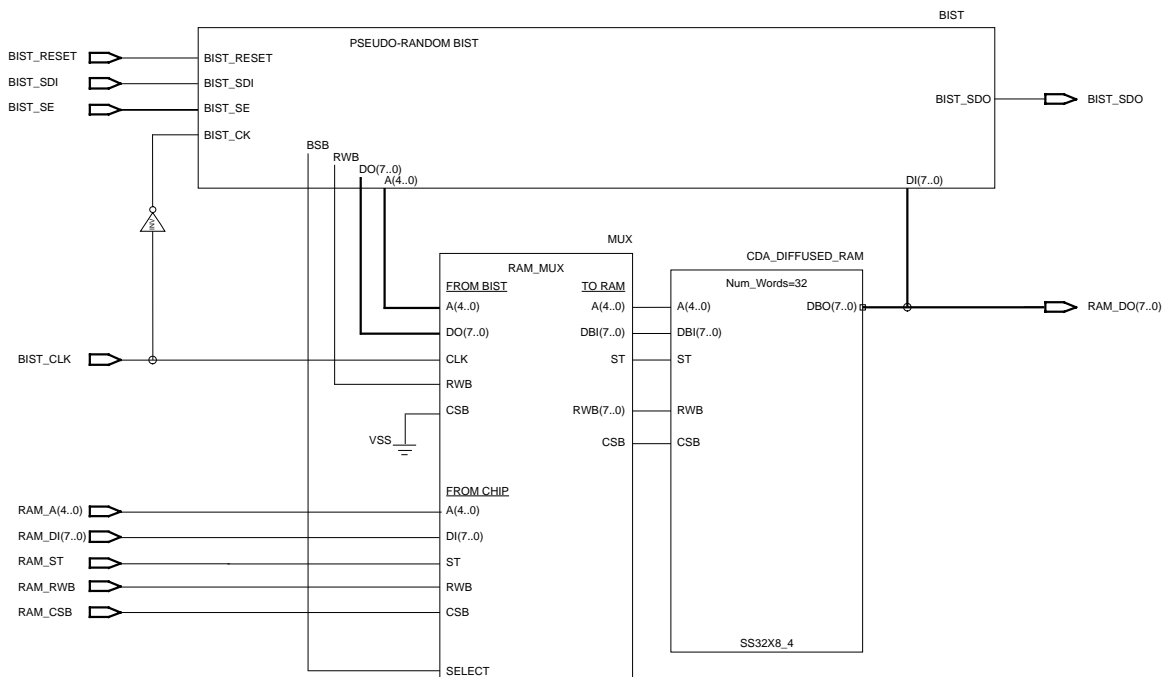 BIST
PSEUDO-RANDOM BIST
BIST_RESET
BIST_RESET
BIST_SDI
BIST_SDI
BIST_SE
BIST_SE
BIST_SDO
BIST_SDO
BIST_CK
BSB
RWB
DO(7..0)
A(4..0)
DI(7..0)
INV
MUX
CDA_DIFFUSED_RAM
RAM_MUX
Num_Words=32
FROM BIST
TO RAM
A(4..0)
A(4..0)
A(4..0)
DBO(7..0)
RAM_DO(7..0)
DO(7..0)
DBI(7..0)
DBI(7..0)
BIST_CLK
CLK
ST
ST
RWB
CSB
RWB(7..0)
RWB
VSS
CSB
CSB
FROM CHIP
RAM_A(4..0)
A(4..0)
RAM_DI(7..0)
DI(7..0)
RAM_ST
ST
RAM_RWB
RWB
RAM_CSB
CSB
SS32X8_4
SELECT